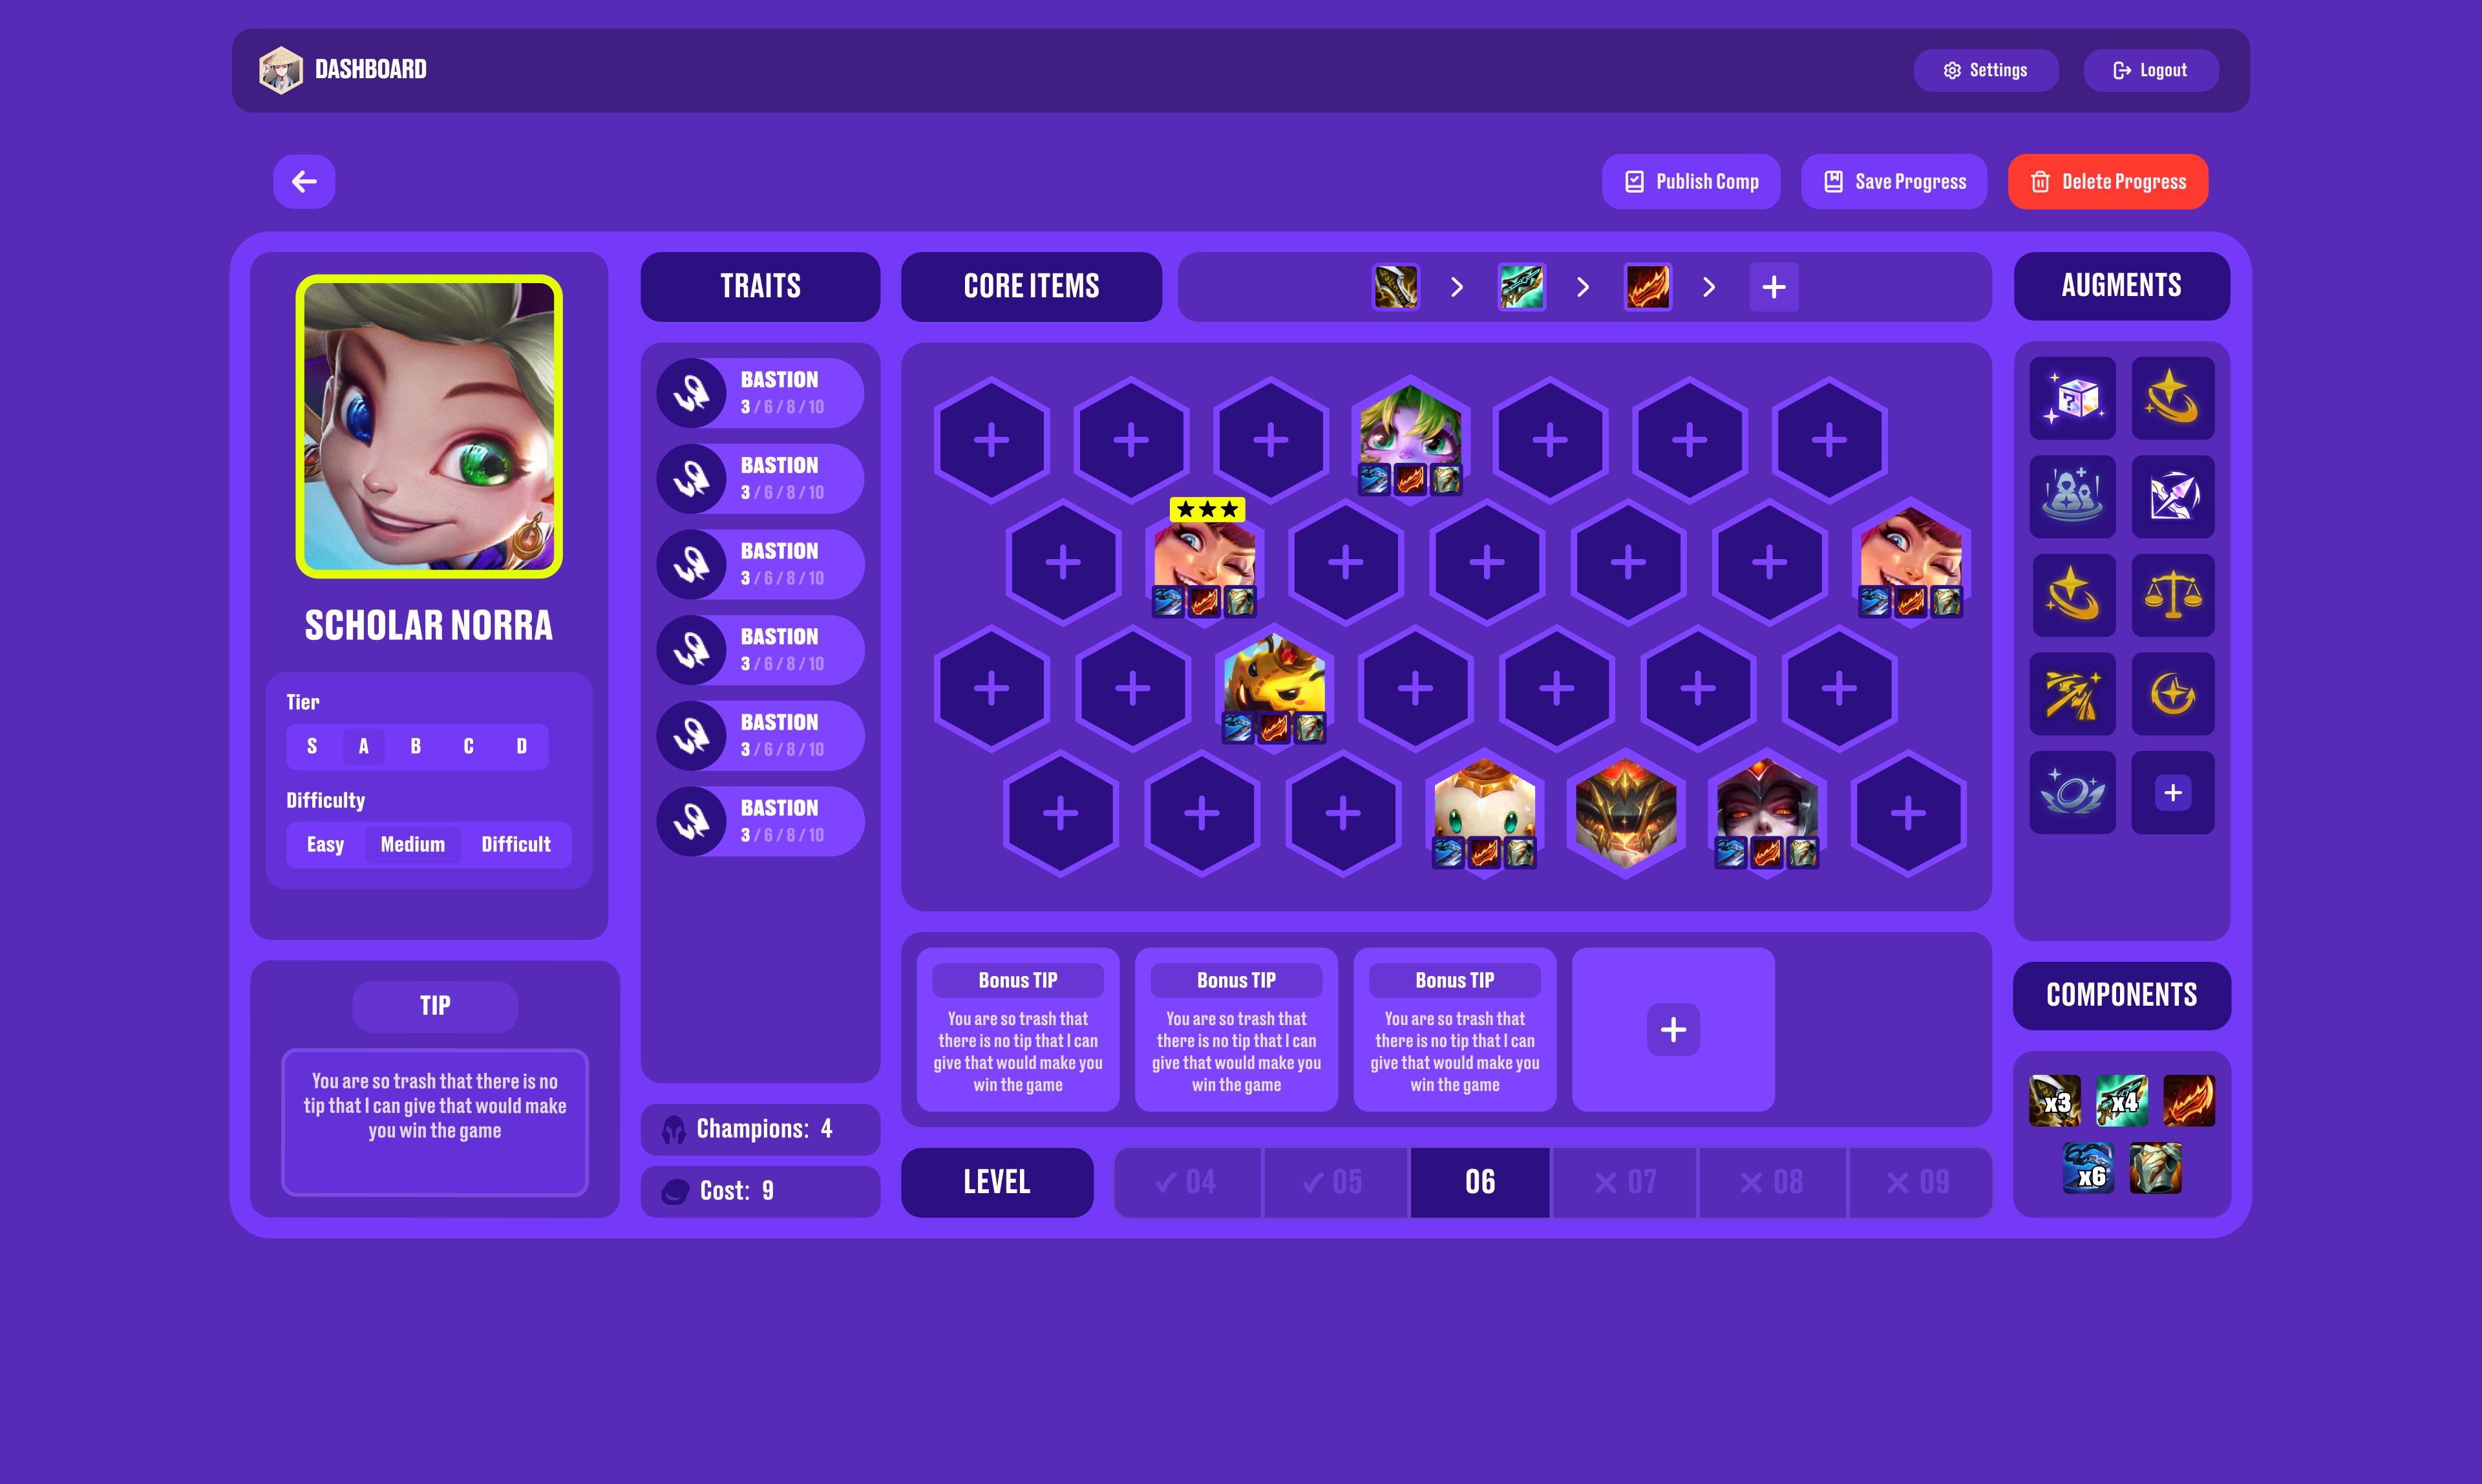 DASHBOARD
Settings
Logout
Publish Comp
Save Progress
Delete Progress
SCHOLAR NORRA
Tier
S A B C D
Difficulty
Easy Medium Difficult
TIP
You are so trash that there is no
tip that I can give that would make
you win the game
TRAITS
BASTION
3 / 6 / 8 / 10
BASTION
3 / 6 / 8 / 10
BASTION
3 / 6 / 8 / 10
BASTION
3 / 6 / 8 / 10
BASTION
3 / 6 / 8 / 10
BASTION
3 / 6 / 8 / 10
Champions: 4
Cost: 9
CORE ITEMS
Bonus TIP
You are so trash that
there is no tip that I can
give that would make you
win the game
Bonus TIP
You are so trash that
there is no tip that I can
give that would make you
win the game
Bonus TIP
You are so trash that
there is no tip that I can
give that would make you
win the game
LEVEL
04 05 06 07 08 09
AUGMENTS
?
COMPONENTS
x3 x4
x6